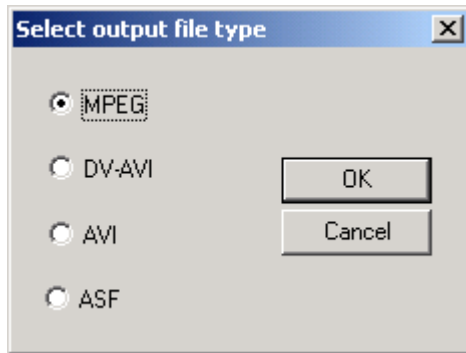 Select output file type
MPEG
DV-AVI
AVI
ASF
OK
Cancel